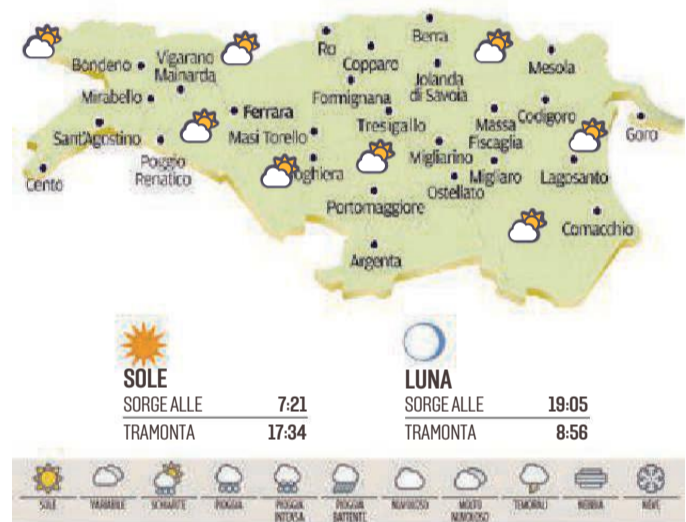 Berra
Ro
Copparo
Bondeno
Vigarano
Mainarda
Mesola
Jolanda
di Savoia
Formignana
Mirabello
Ferrara
Tresigallo
Massa
Fiscaglia
Codigoro
Goro
Sant'Agostino
Masi Torello
Poggio
Renatico
Migliarino
Cento
oghiera
Migliaro
Lagosanto
Ostellato
Portomaggiore
Comacchio
Argenta
SOLE
SORGE ALLE 7:21
TRAMONTA 17:34
LUNA
SORGE ALLE 19:05
TRAMONTA 8:56
SOLE
VARIABILE
SCHIARITE
PIOGGIA
PIOGGIA
INTENSA
PIOGGIA
BATTENTE
NUVOLOSO
MOLTO
NUVOLOSO
TEMPORALI
NEBBIA
NEVE